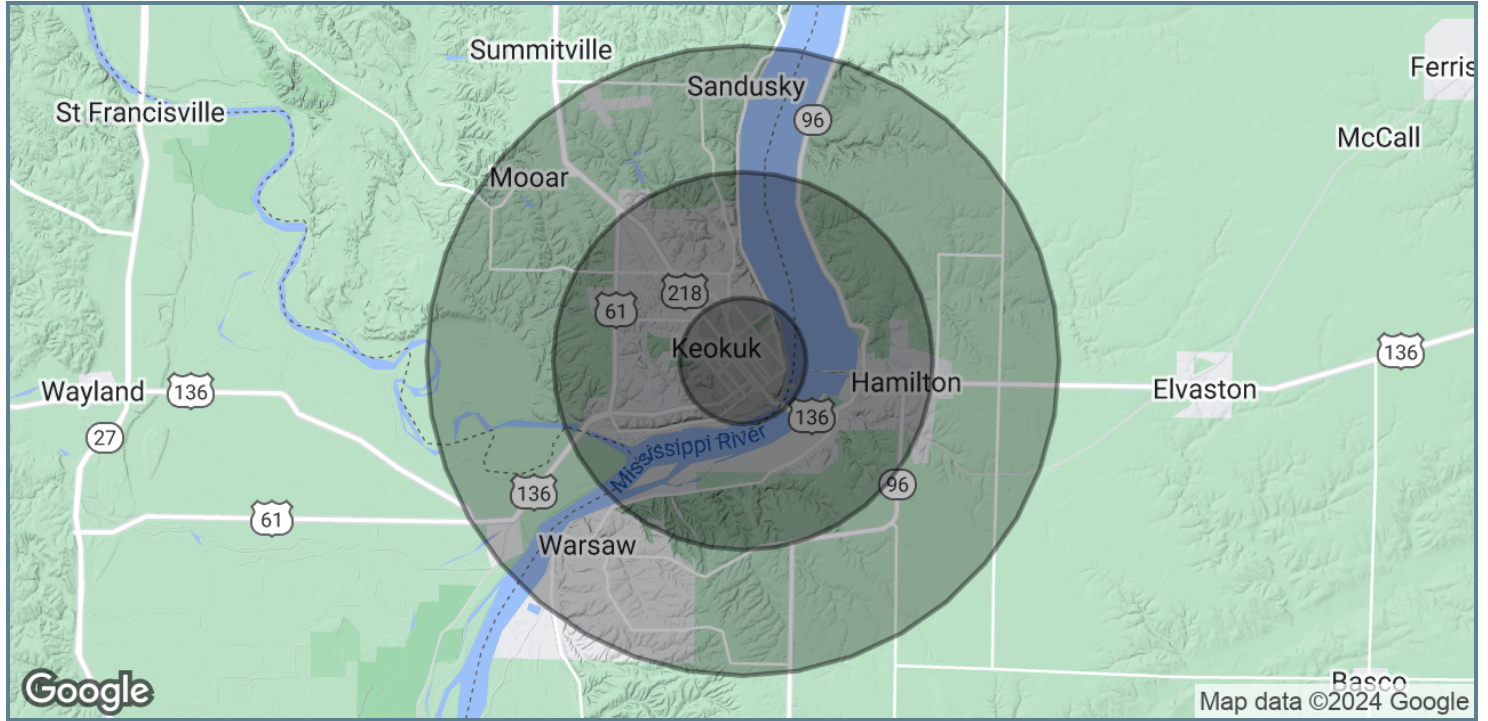 Summitville
Ferris
Sandusky
St Francisville
96
McCall
Mooar
218
61
Keokuk
136
Hamilton
Wayland
136
Elvaston
136
27
Mississippi River
96
136
61
Warsaw
Basco
Google
Map data ©2024 Google